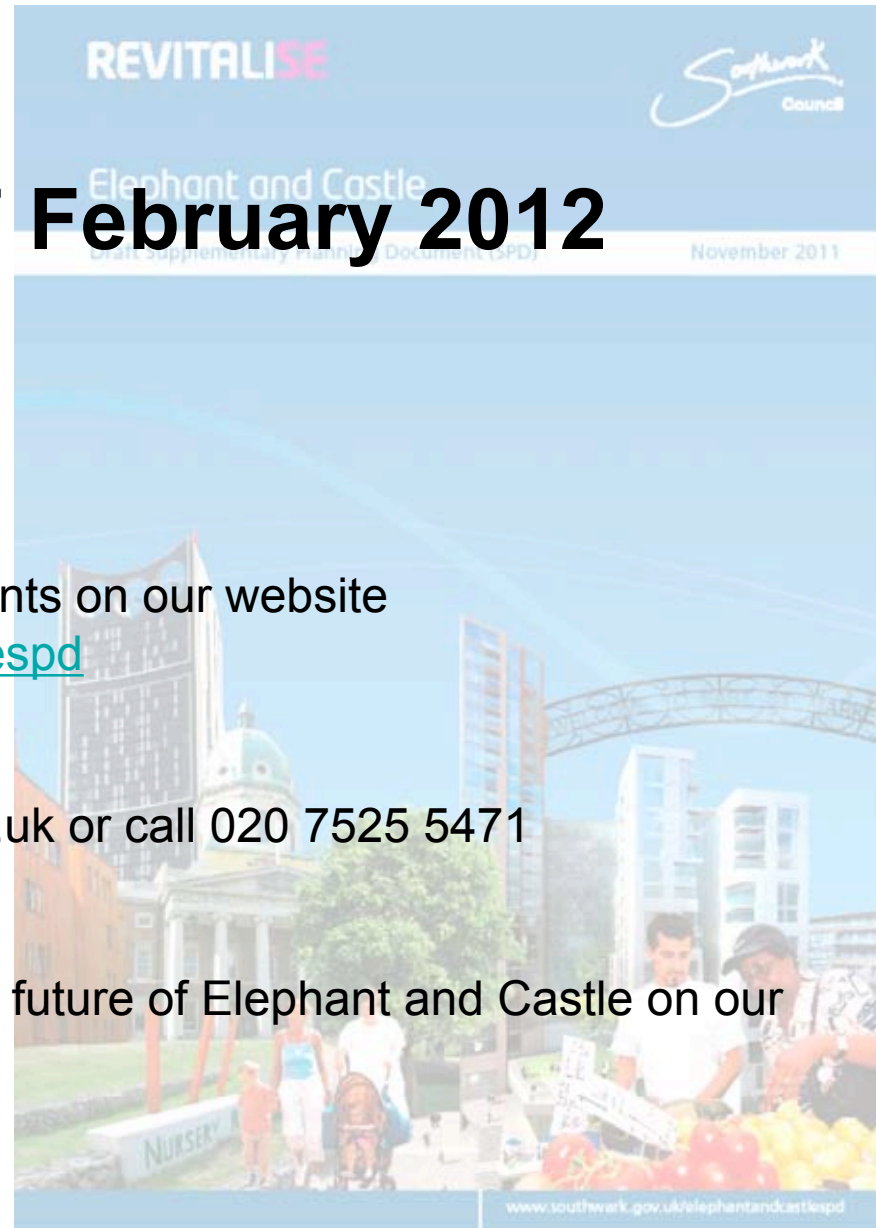 REVITALISE
Southwark
Council
Elephant and Castle
February 2012
Draft Supplementary Planning Document (SPD)
November 2011
nts on our website
espd
.uk or call 020 7525 5471
future of Elephant and Castle on our
NURSERY
www.southwark.gov.uk/elephantandcastlespd